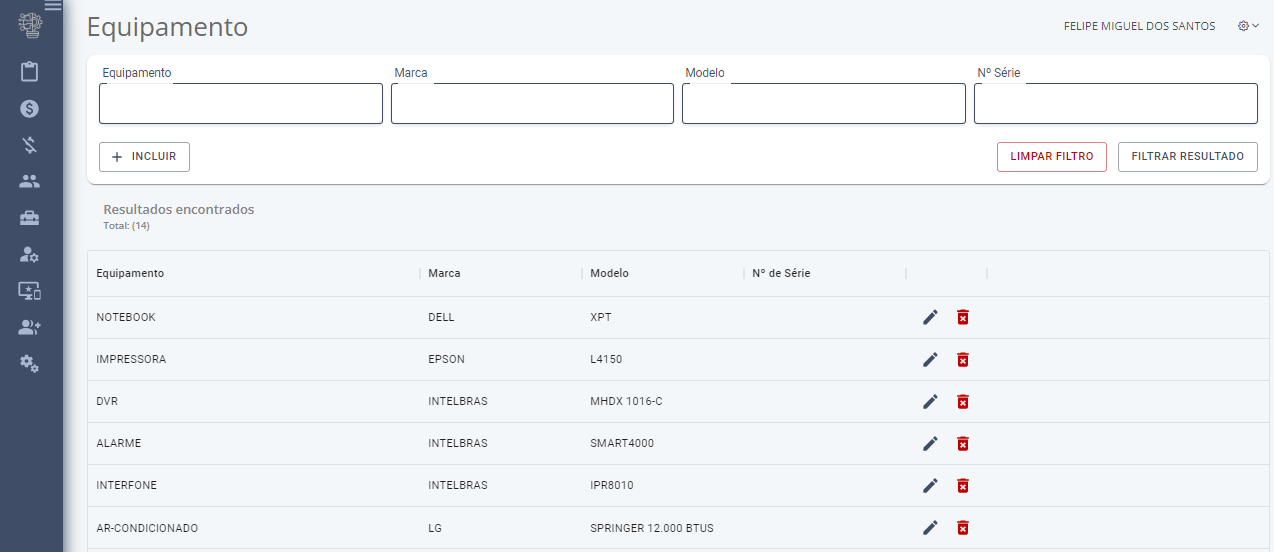 Equipamento
FELIPE MIGUEL DOS SANTOS
Equipamento Marca Modelo Nº Série
INCLUIR LIMPAR FILTRO FILTRAR RESULTADO
Resultados encontrados
Total: (14)
Equipamento Marca Modelo Nº de Série
NOTEBOOK DELL XPT
IMPRESSORA EPSON L4150
DVR INTELBRAS MHDX 1016-C
ALARME INTELBRAS SMART4000
INTERFONE INTELBRAS IPR8010
AR-CONDICIONADO LG SPRINGER 12.000 BTUS